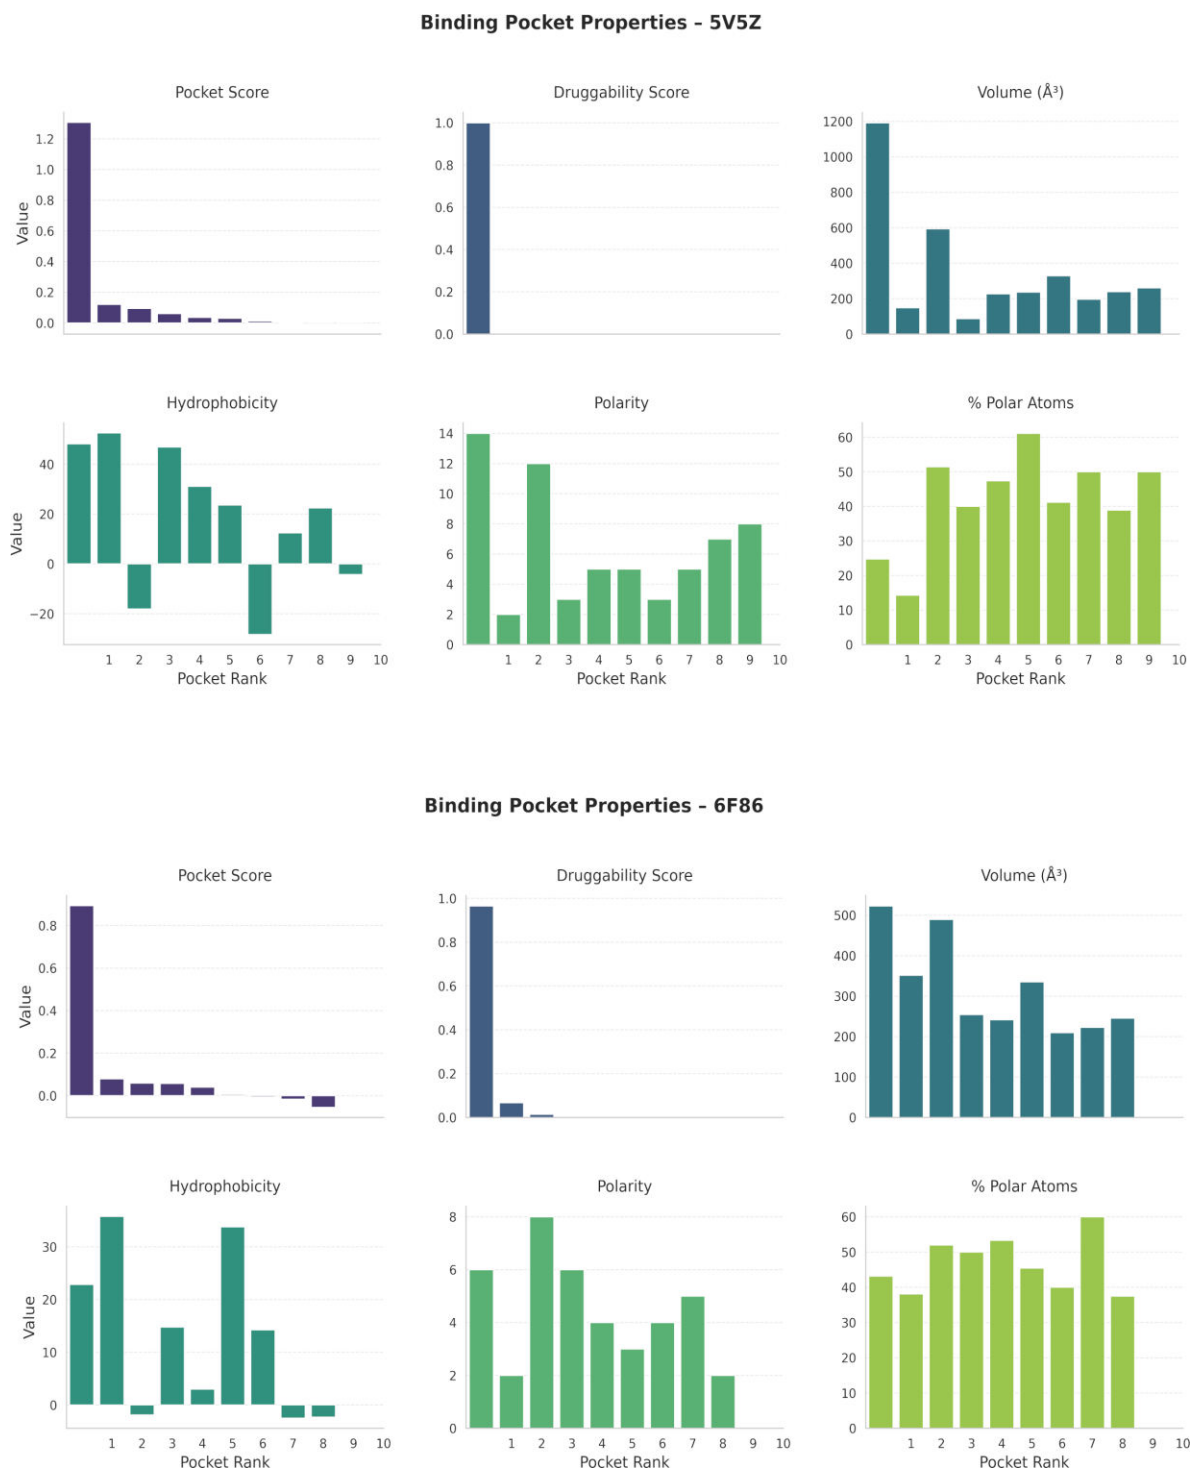 Binding Pocket Properties – 5V5Z
Pocket Score
Druggability Score
Volume (Å³)
Value
1.2
1.0
0.8
0.6
0.4
0.2
0.0
1.0
0.8
0.6
0.4
0.2
0.0
1200
1000
800
600
400
200
0
Hydrophobicity
Polarity
% Polar Atoms
Value
40
20
0
−20
14
12
10
8
6
4
2
0
60
50
40
30
20
10
0
1 2 3 4 5 6 7 8 9 10
1 2 3 4 5 6 7 8 9 10
1 2 3 4 5 6 7 8 9 10
Pocket Rank
Pocket Rank
Pocket Rank
Binding Pocket Properties – 6F86
Pocket Score
Druggability Score
Volume (Å³)
Value
0.8
0.6
0.4
0.2
0.0
1.0
0.8
0.6
0.4
0.2
0.0
500
400
300
200
100
0
Hydrophobicity
Polarity
% Polar Atoms
Value
30
20
10
0
8
6
4
2
0
60
50
40
30
20
10
0
1 2 3 4 5 6 7 8 9 10
1 2 3 4 5 6 7 8 9 10
1 2 3 4 5 6 7 8 9 10
Pocket Rank
Pocket Rank
Pocket Rank